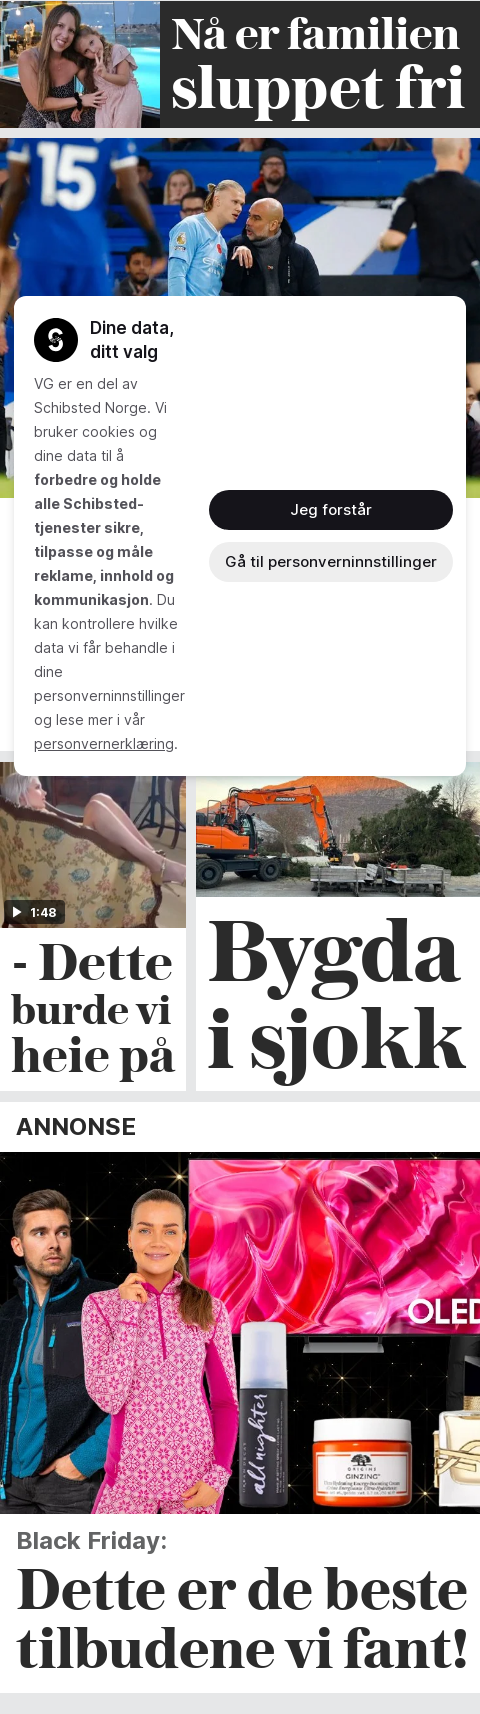 Nå er familien
sluppet fri
15
Dine data,
ditt valg
VG er en del av
Schibsted Norge. Vi
bruker cookies og
dine data til å
forbedre og holde
alle Schibsted-
tjenester sikre,
tilpasse og måle
reklame, innhold og
kommunikasjon. Du
kan kontrollere hvilke
data vi får behandle i
dine
personverninnstillinger
og lese mer i vår
personvernerklæring.
Jeg forstår
Gå til personverninnstillinger
1:48
- Dette
burde vi
heie på
Bygda
i sjokk
ANNONSE
OLED
all nighter
ORIGINS
GINZING™
Black Friday:
Dette er de beste
tilbudene vi fant!